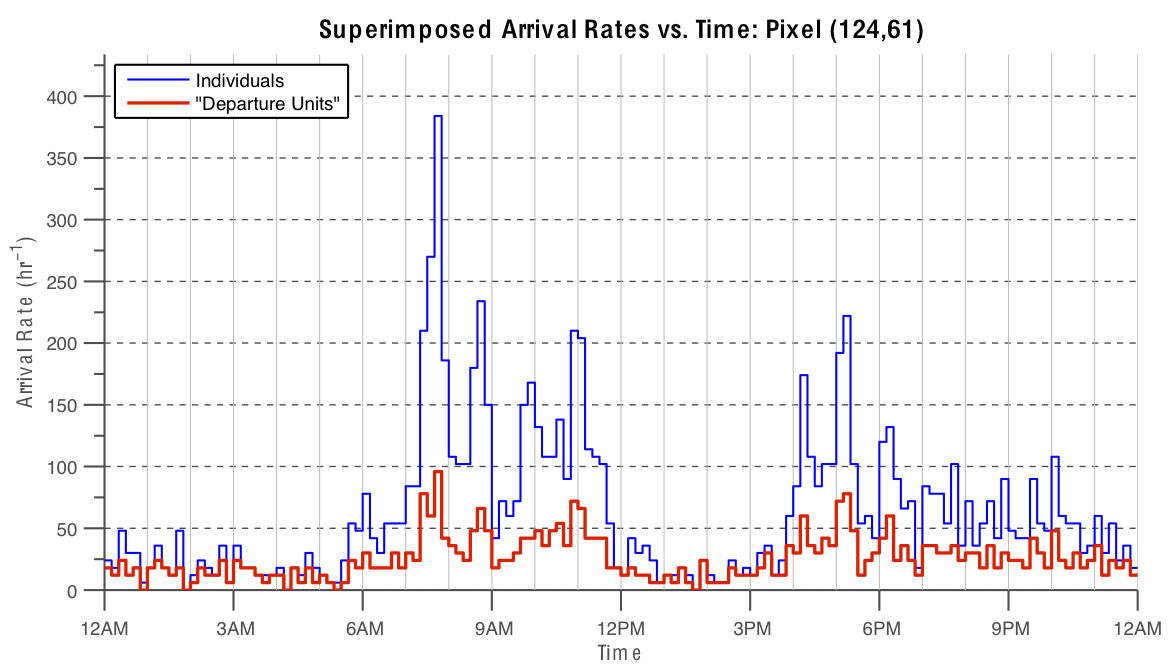 Superimposed Arrival Rates vs. Time: Pixel (124,61)
Individuals
"Departure Units"
400
350
300
250
200
150
100
50
0
Arrival Rate (hr⁻¹)
12AM 3AM 6AM 9AM 12PM 3PM 6PM 9PM 12AM
Time